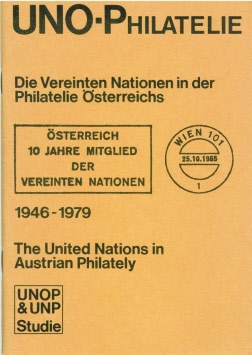 UNO-PHILATELIE
Die Vereinten Nationen in der
Philatelie Österreichs
ÖSTERREICH
10 JAHRE MITGLIED
DER
VEREINTEN NATIONEN
WIEN 101
25.10.1965
1
1946-1979
The United Nations in
Austrian Philately
UNOP
& UNP
Studie